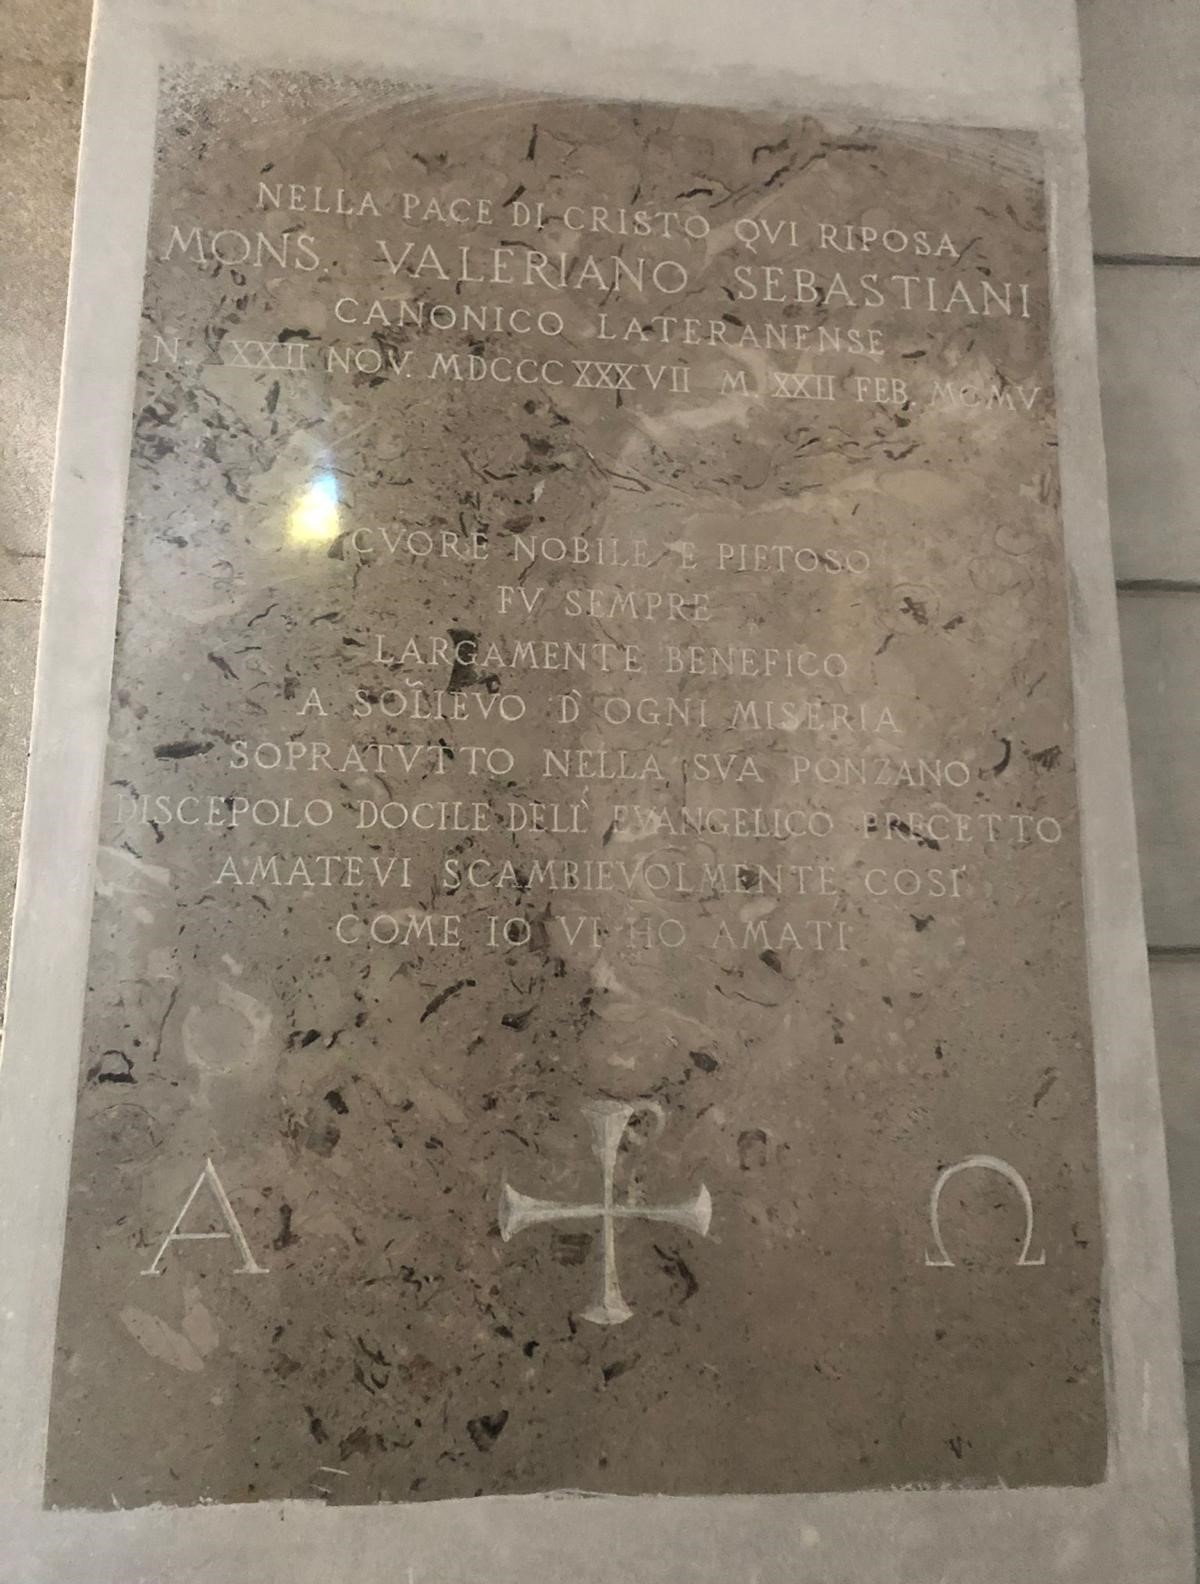 NELLA PACE DI CRISTO QVI RIPOSA
MONS. VALERIANO SEBASTIANI
CANONICO LATERANENSE
N. XXII NOV. MDCCCXXXVII M. XXII FEB. MCMV
CVORE NOBILE E PIETOSO
FV SEMPRE
LARGAMENTE BENEFICO
A SOLLIEVO D'OGNI MISERIA
SOPRATVTTO NELLA SVA PONZANO
DISCEPOLO DOCILE DELL'EVANGELICO PRECETTO
AMATEVI SCAMBIEVOLMENTE COSI'
COME IO VI HO AMATI
Α Ω